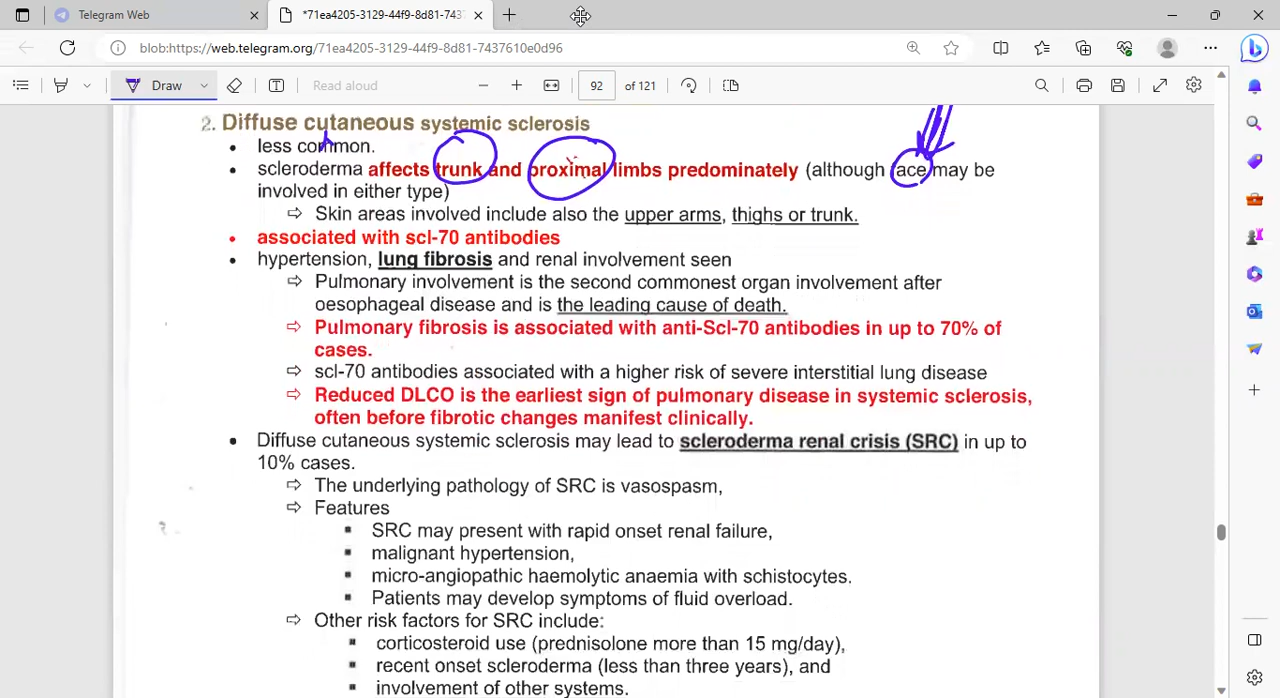 Telegram Web
*71ea4205-3129-44f9-8d81-7437
blob:https://web.telegram.org/71ea4205-3129-44f9-8d81-7437610e0d96
Draw
Read aloud
92 of 121
2. Diffuse cutaneous systemic sclerosis
• less common.
• scleroderma affects trunk and proximal limbs predominately (although face may be
involved in either type)
⇨ Skin areas involved include also the upper arms, thighs or trunk.
• associated with scl-70 antibodies
• hypertension, lung fibrosis and renal involvement seen
⇨ Pulmonary involvement is the second commonest organ involvement after
oesophageal disease and is the leading cause of death.
⇨ Pulmonary fibrosis is associated with anti-Scl-70 antibodies in up to 70% of
cases.
⇨ scl-70 antibodies associated with a higher risk of severe interstitial lung disease
⇨ Reduced DLCO is the earliest sign of pulmonary disease in systemic sclerosis,
often before fibrotic changes manifest clinically.
• Diffuse cutaneous systemic sclerosis may lead to scleroderma renal crisis (SRC) in up to
10% cases.
⇨ The underlying pathology of SRC is vasospasm,
⇨ Features
▪ SRC may present with rapid onset renal failure,
▪ malignant hypertension,
▪ micro-angiopathic haemolytic anaemia with schistocytes.
▪ Patients may develop symptoms of fluid overload.
⇨ Other risk factors for SRC include:
▪ corticosteroid use (prednisolone more than 15 mg/day),
▪ recent onset scleroderma (less than three years), and
▪ involvement of other systems.